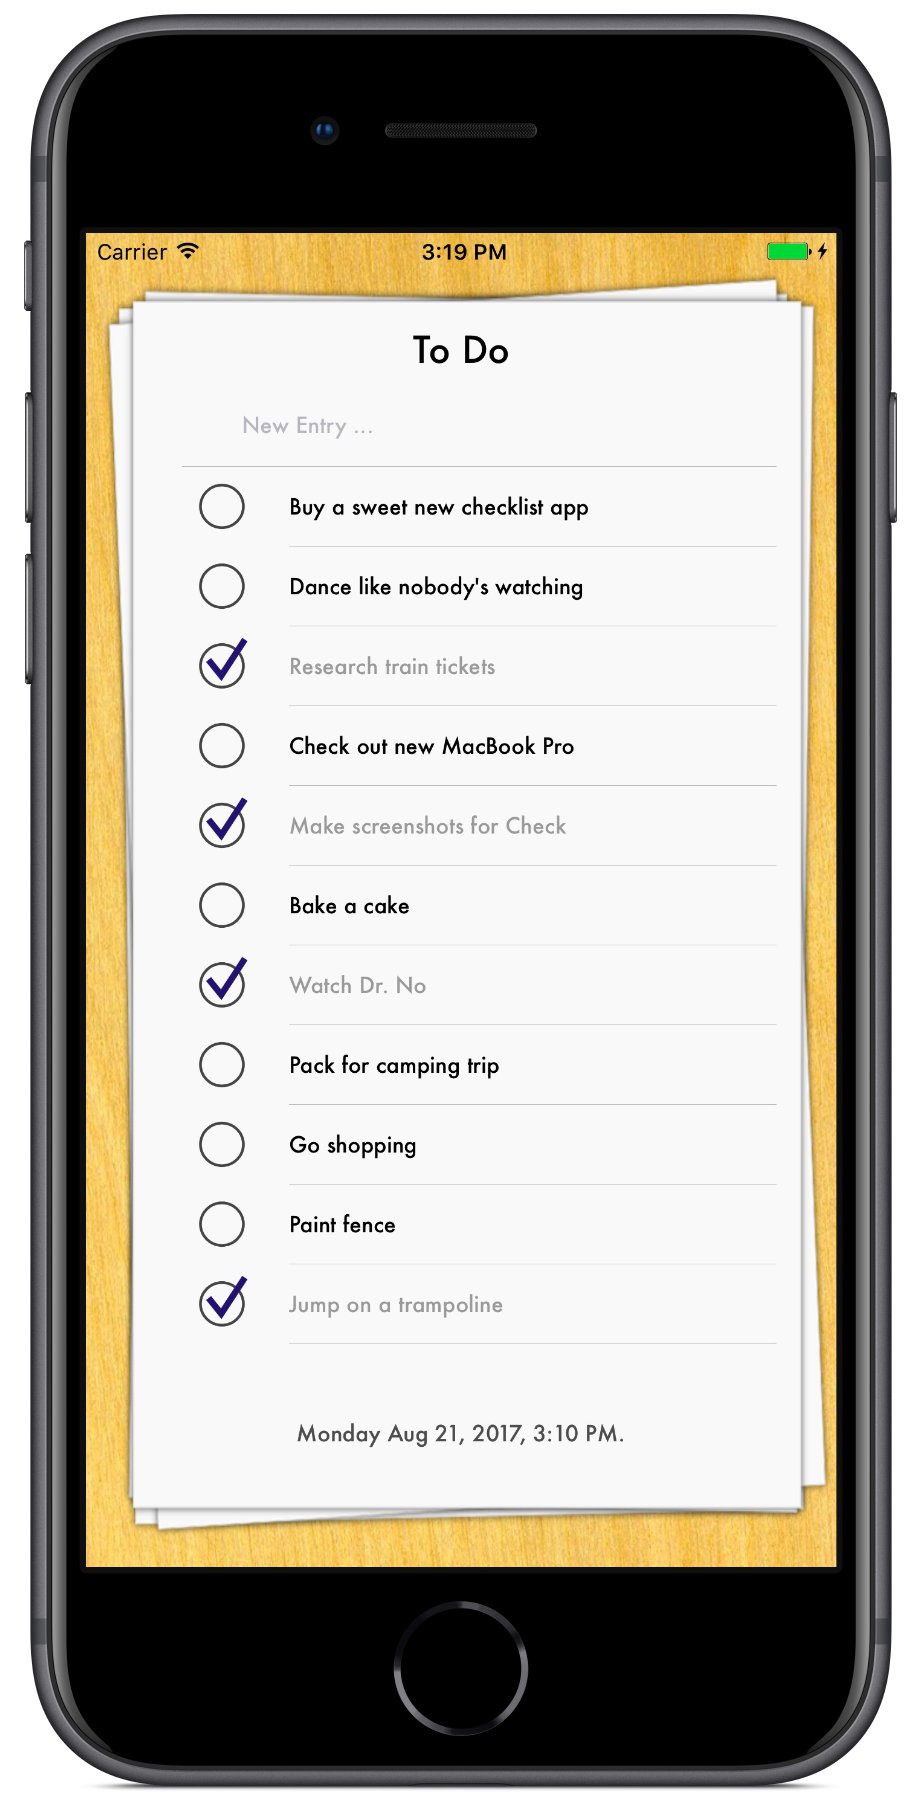 Carrier 3:19 PM
To Do
New Entry ...
Buy a sweet new checklist app
Dance like nobody's watching
Research train tickets
Check out new MacBook Pro
Make screenshots for Check
Bake a cake
Watch Dr. No
Pack for camping trip
Go shopping
Paint fence
Jump on a trampoline
Monday Aug 21, 2017, 3:10 PM.